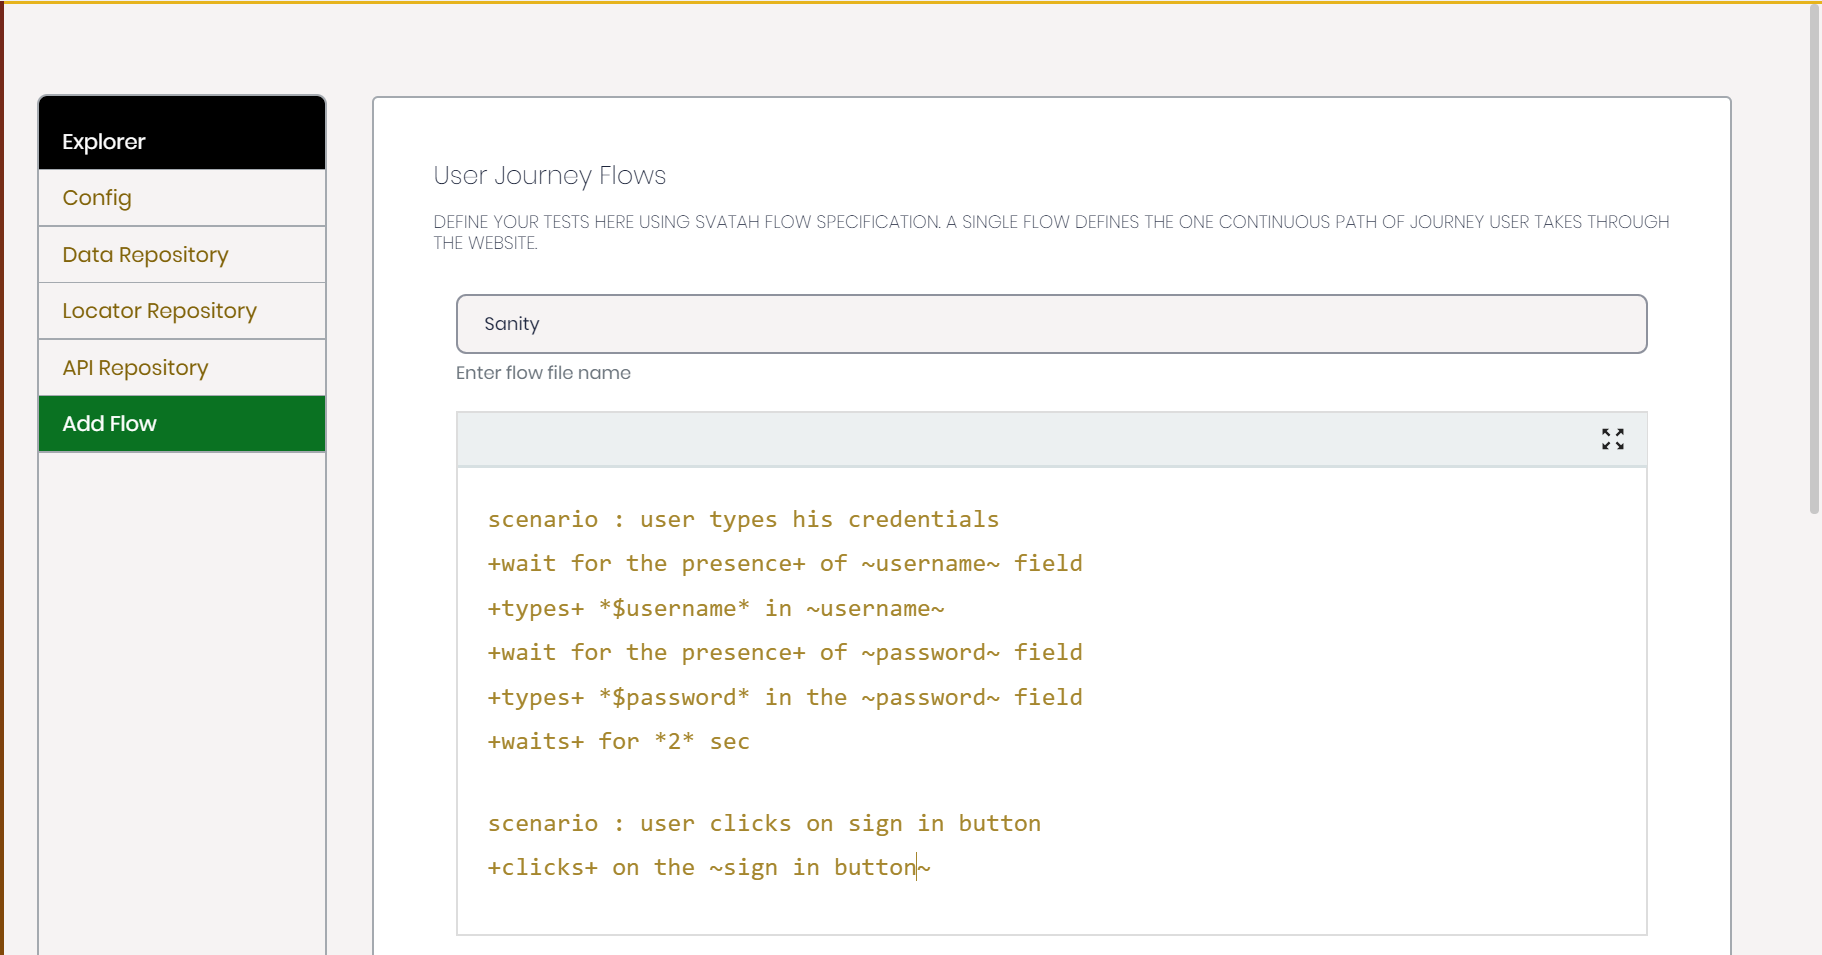 Explorer
Config
Data Repository
Locator Repository
API Repository
Add Flow
User Journey Flows
DEFINE YOUR TESTS HERE USING SVATAH FLOW SPECIFICATION. A SINGLE FLOW DEFINES THE ONE CONTINUOUS PATH OF JOURNEY USER TAKES THROUGH
THE WEBSITE.
Sanity
Enter flow file name
scenario : user types his credentials
+wait for the presence+ of ~username~ field
+types+ *$username* in ~username~
+wait for the presence+ of ~password~ field
+types+ *$password* in the ~password~ field
+waits+ for *2* sec
scenario : user clicks on sign in button
+clicks+ on the ~sign in button~